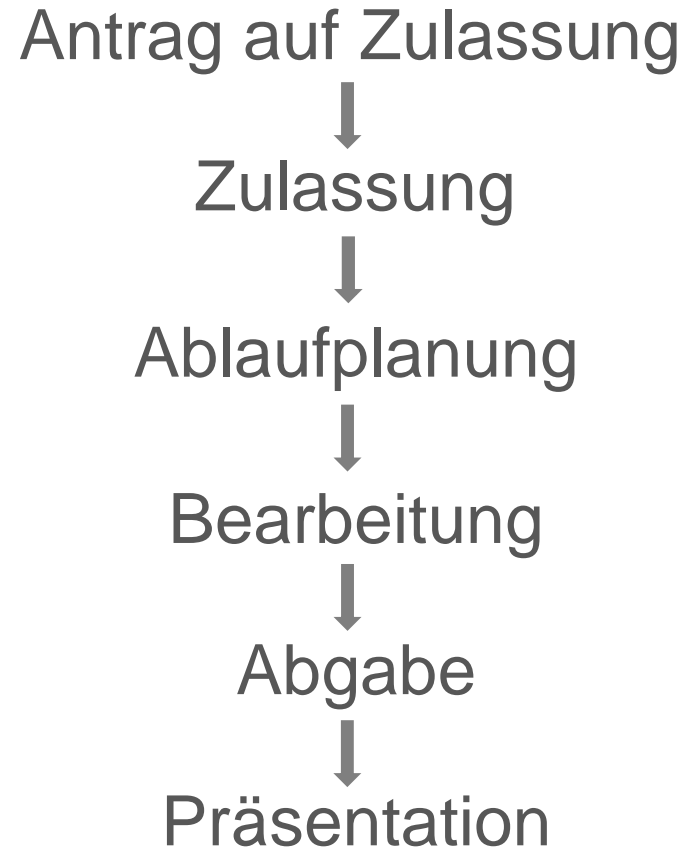 Antrag auf Zulassung
Zulassung
Ablaufplanung
Bearbeitung
Abgabe
Präsentation